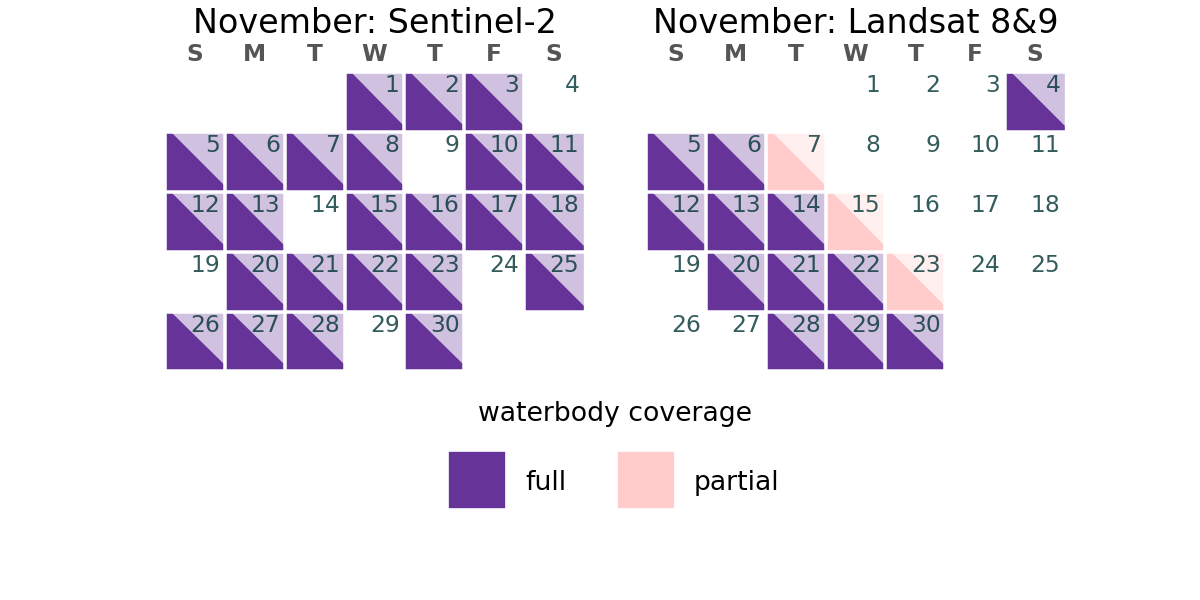 November: Sentinel-2
S M T W T F S
1 2 3 4
5 6 7 8 9 10 11
12 13 14 15 16 17 18
19 20 21 22 23 24 25
26 27 28 29 30
November: Landsat 8&9
S M T W T F S
1 2 3 4
5 6 7 8 9 10 11
12 13 14 15 16 17 18
19 20 21 22 23 24 25
26 27 28 29 30
waterbody coverage
full partial